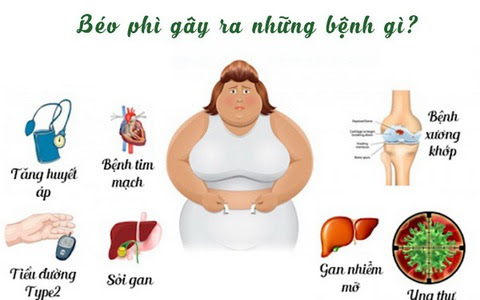 Béo phì gây ra những bệnh gì?
Tăng huyết
áp
Bệnh tim
mạch
Bệnh
xương
khớp
Tiểu đường
Type2
Sỏi gan
Gan nhiễm
mỡ
Ung thư